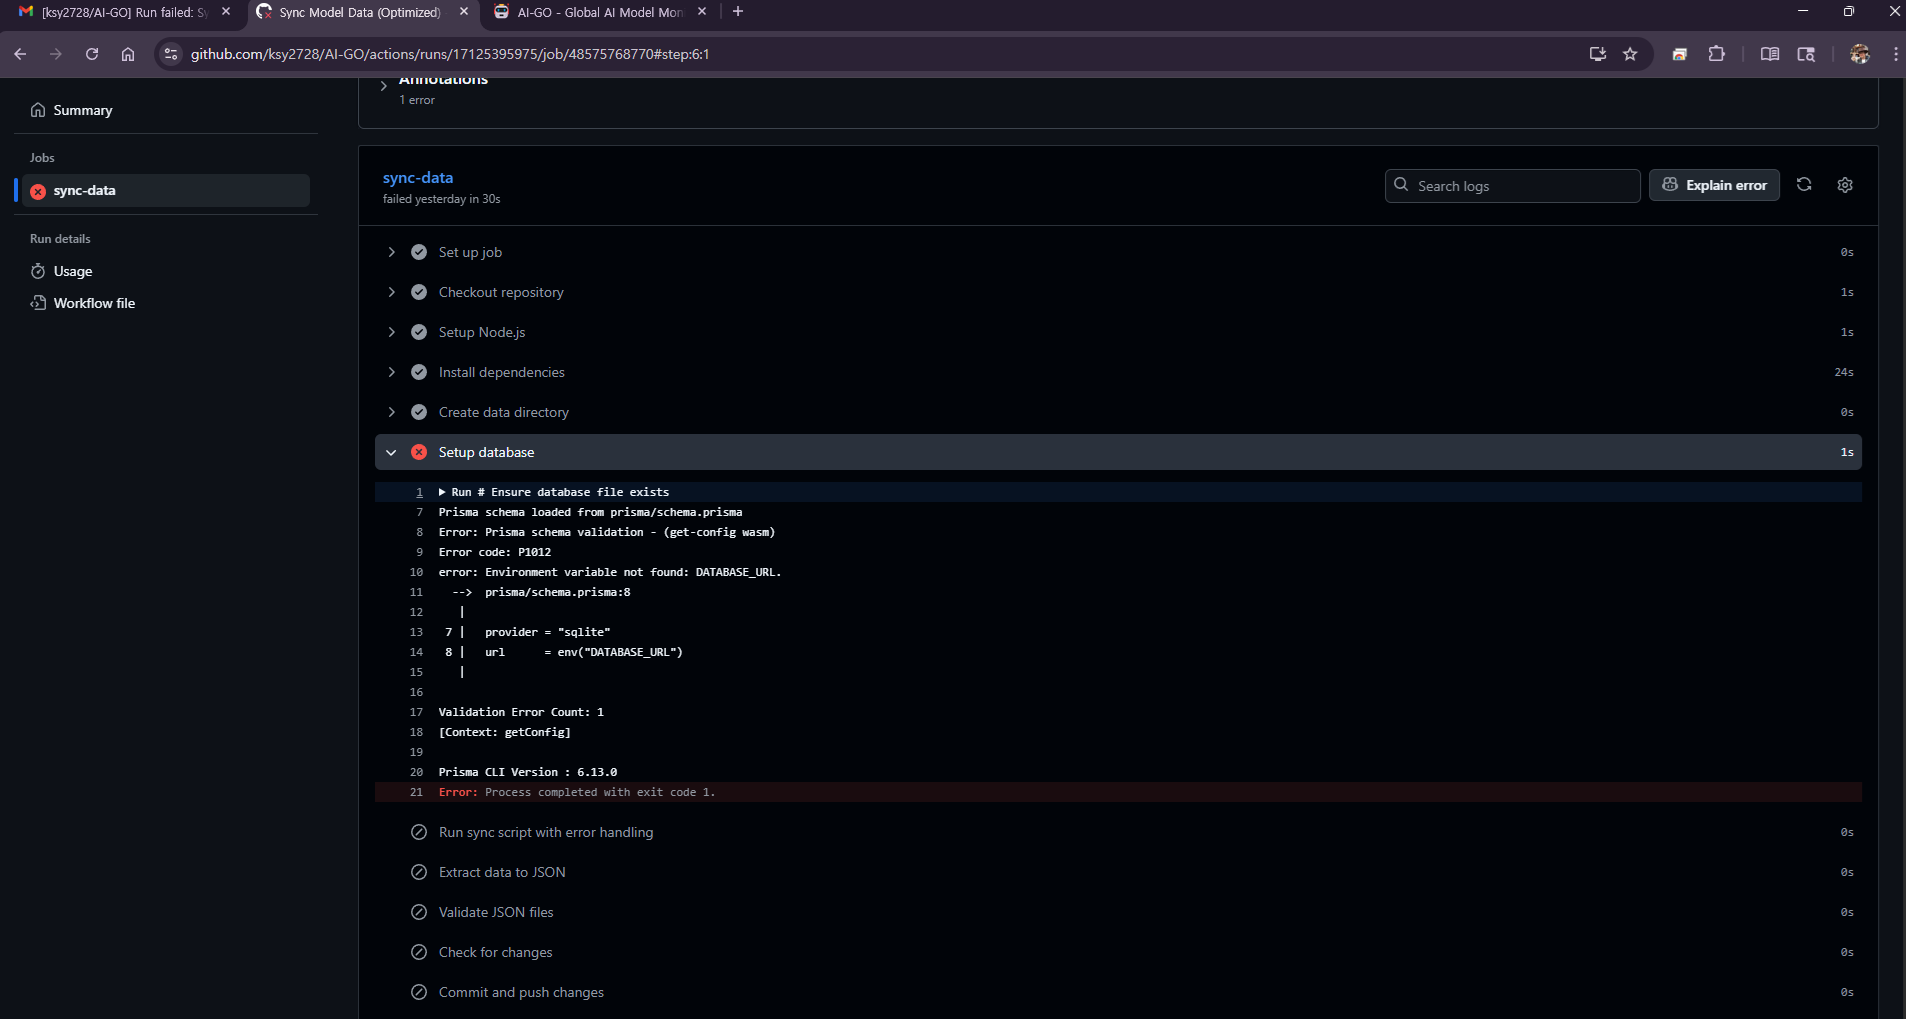 [ksy2728/AI-GO] Run failed: Sy
Sync Model Data (Optimized)
AI-GO - Global AI Model Mon
github.com/ksy2728/AI-GO/actions/runs/17125395975/job/48575768770#step:6:1
Summary
Jobs
sync-data
Run details
Usage
Workflow file
Annotations
1 error
sync-data
failed yesterday in 30s
Search logs
Explain error
Set up job 0s
Checkout repository 1s
Setup Node.js 1s
Install dependencies 24s
Create data directory 0s
Setup database 1s
1 Run # Ensure database file exists
7 Prisma schema loaded from prisma/schema.prisma
8 Error: Prisma schema validation - (get-config wasm)
9 Error code: P1012
10 error: Environment variable not found: DATABASE_URL.
11 --> prisma/schema.prisma:8
12 |
13 7 | provider = "sqlite"
14 8 | url = env("DATABASE_URL")
15 |
16
17 Validation Error Count: 1
18 [Context: getConfig]
19
20 Prisma CLI Version : 6.13.0
21 Error: Process completed with exit code 1.
Run sync script with error handling 0s
Extract data to JSON 0s
Validate JSON files 0s
Check for changes 0s
Commit and push changes 0s